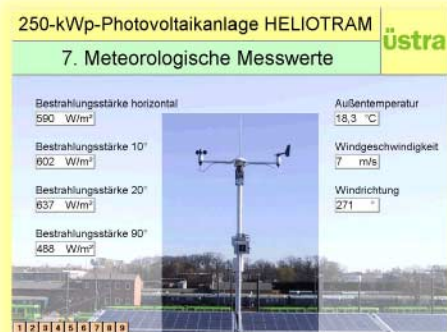 250-kWp-Photovoltaikanlage HELIOTRAM
üstra
7. Meteorologische Messwerte
Bestrahlungsstärke horizontal
590 W/m²
Bestrahlungsstärke 10°
602 W/m²
Bestrahlungsstärke 20°
637 W/m²
Bestrahlungsstärke 90°
488 W/m²
Außentemperatur
18,3 °C
Windgeschwindigkeit
7 m/s
Windrichtung
271 °
1 2 3 4 5 6 7 8 9